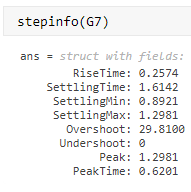 stepinfo(G7)
ans = struct with fields:
RiseTime: 0.2574
SettlingTime: 1.6142
SettlingMin: 0.8921
SettlingMax: 1.2981
Overshoot: 29.8100
Undershoot: 0
Peak: 1.2981
PeakTime: 0.6201